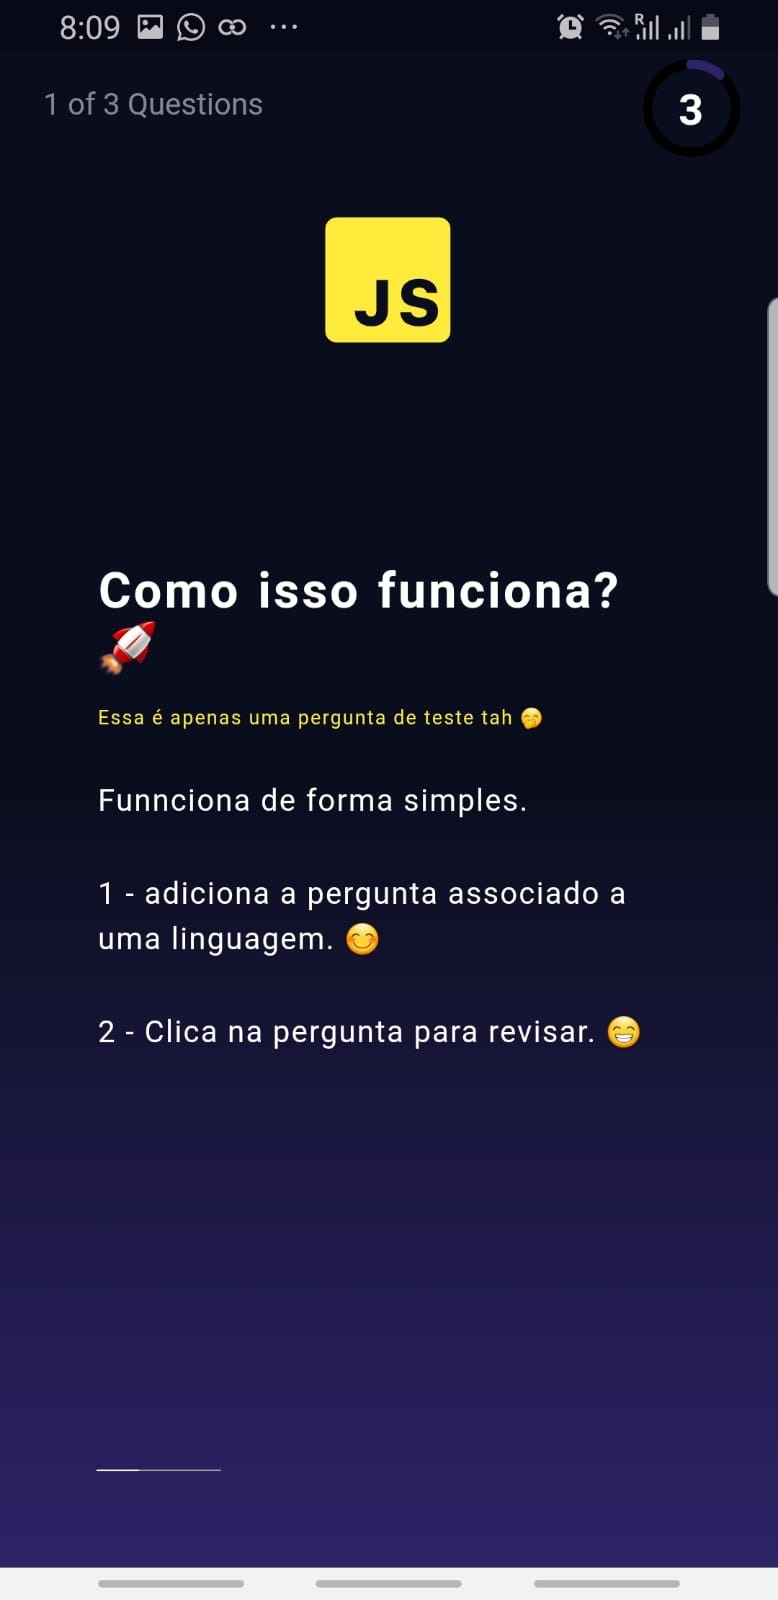 8:09
R
1 of 3 Questions
3
JS
Como isso funciona?
🚀
Essa é apenas uma pergunta de teste tah 🤭
Funnciona de forma simples.
1 - adiciona a pergunta associado a
uma linguagem. 😊
2 - Clica na pergunta para revisar. 😁